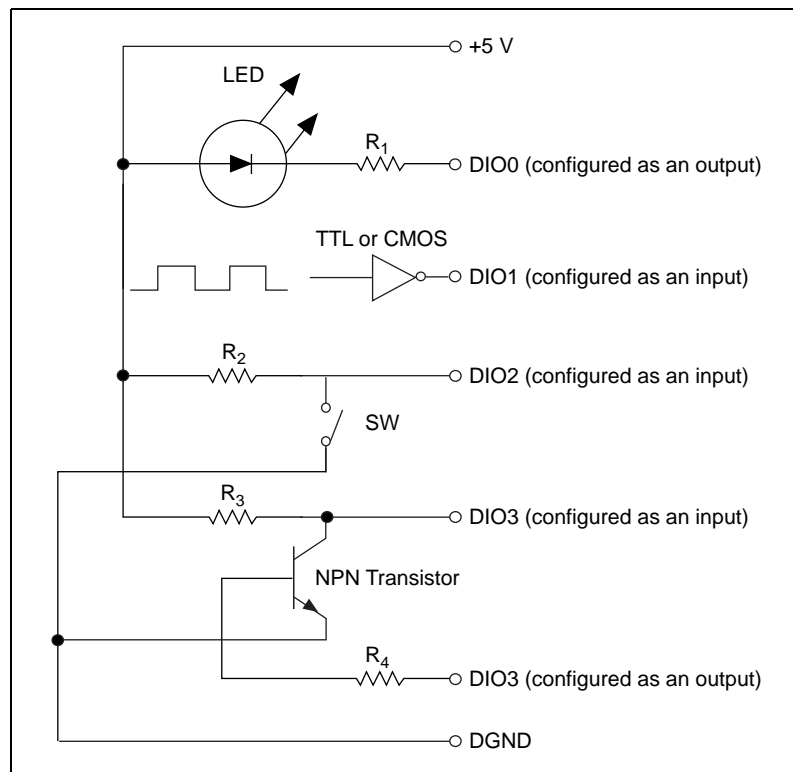 +5 V
LED
R1
DIO0 (configured as an output)
TTL or CMOS
DIO1 (configured as an input)
R2
DIO2 (configured as an input)
SW
R3
DIO3 (configured as an input)
NPN Transistor
R4
DIO3 (configured as an output)
DGND